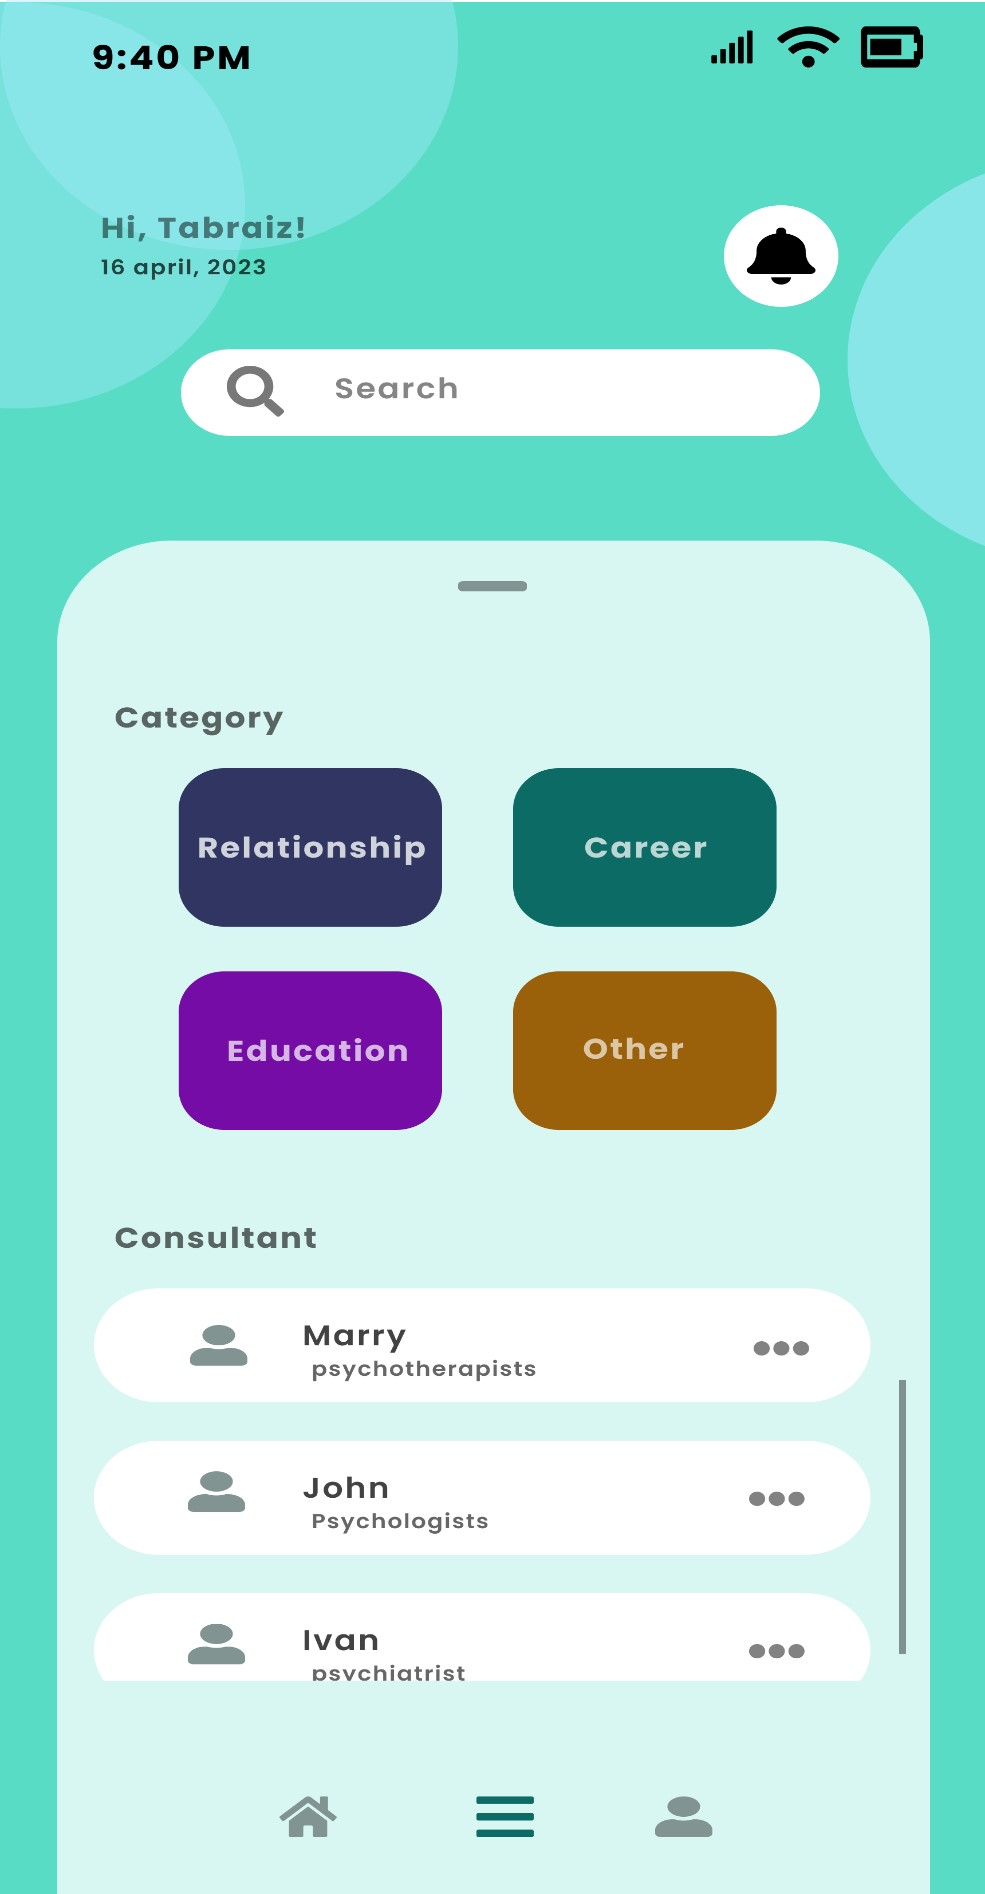 9:40 PM
Hi, Tabraiz!
16 april, 2023
Search
Category
Relationship
Career
Education
Other
Consultant
Marry
psychotherapists
John
Psychologists
Ivan
psychiatrist